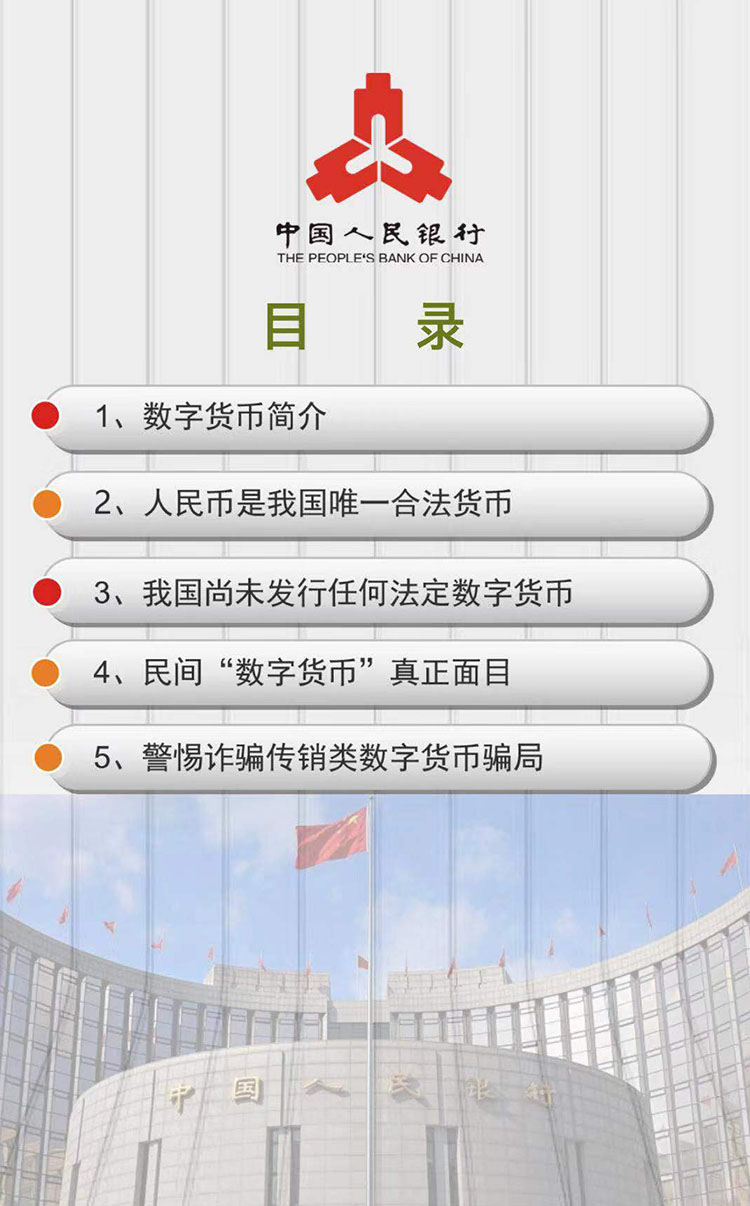 中国人民银行
THE PEOPLE'S BANK OF CHINA
目 录
1、数字货币简介
2、人民币是我国唯一合法货币
3、我国尚未发行任何法定数字货币
4、民间“数字货币”真正面目
5、警惕诈骗传销类数字货币骗局
中国人民银行